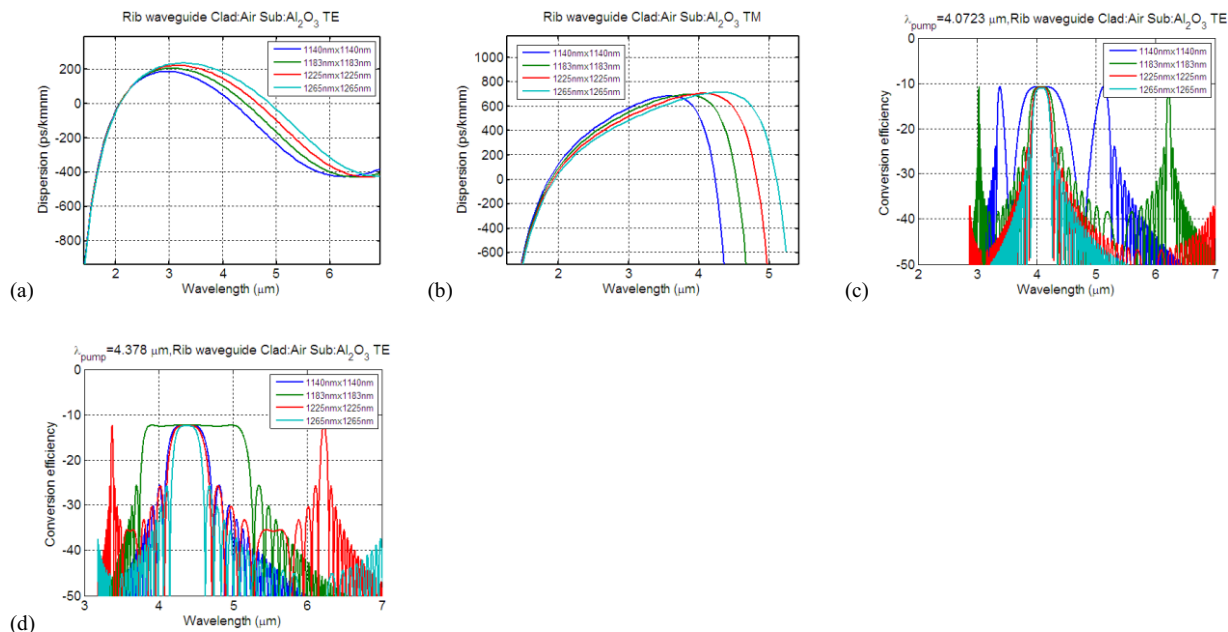 Rib waveguide Clad:Air Sub:Al₂O₃ TE
1140nmx1140nm
1183nmx1183nm
1225nmx1225nm
1265nmx1265nm
200
0
-200
-400
-600
-800
Dispersion (ps/kmnm)
2 3 4 5 6
Wavelength (μm)
(a)
Rib waveguide Clad:Air Sub:Al₂O₃ TM
1140nmx1140nm
1183nmx1183nm
1225nmx1225nm
1265nmx1265nm
1000
800
600
400
200
0
-200
-400
-600
Dispersion (ps/kmnm)
2 3 4 5
Wavelength (μm)
(b)
λpump=4.0723 μm,Rib waveguide Clad:Air Sub:Al₂O₃ TE
1140nmx1140nm
1183nmx1183nm
1225nmx1225nm
1265nmx1265nm
0
-10
-20
-30
-40
-50
Conversion efficiency
2 3 4 5 6 7
Wavelength (μm)
(c)
λpump=4.378 μm,Rib waveguide Clad:Air Sub:Al₂O₃ TE
1140nmx1140nm
1183nmx1183nm
1225nmx1225nm
1265nmx1265nm
0
-10
-20
-30
-40
-50
Conversion efficiency
3 4 5 6 7
Wavelength (μm)
(d)